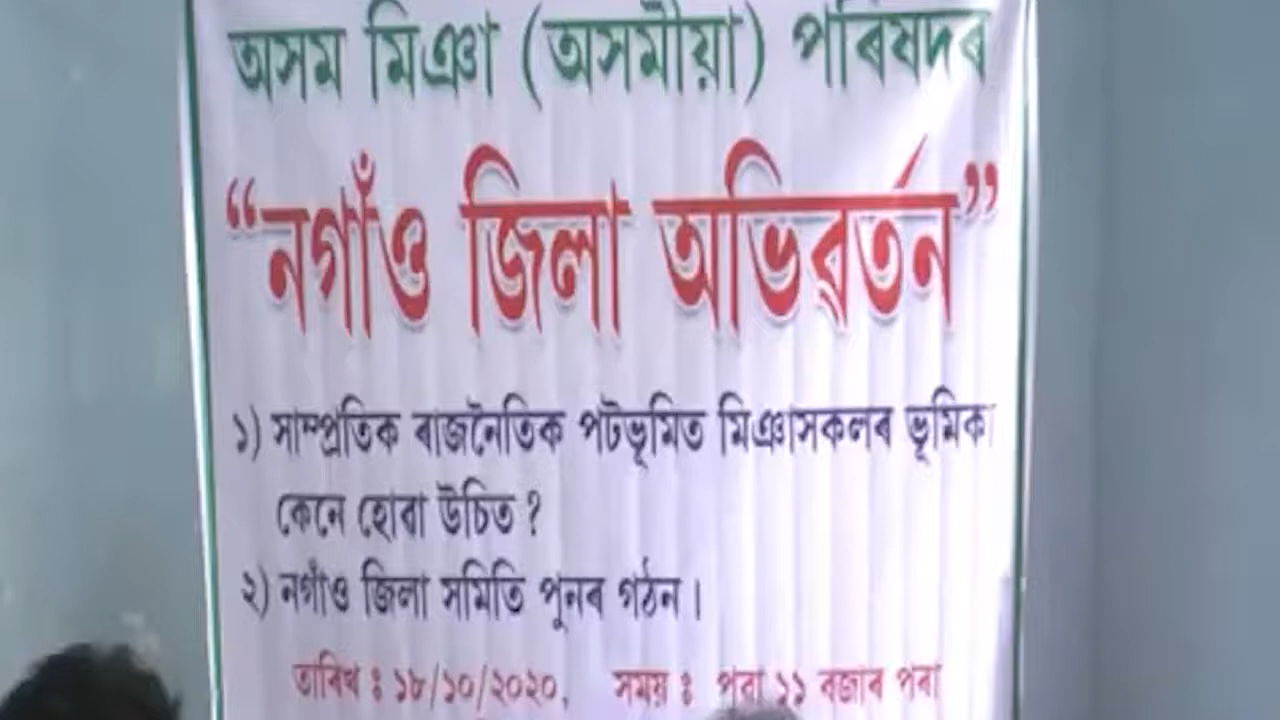 অসম মিঞা (অসমীয়া) পৰিষদৰ
“নগাঁও জিলা অভিৱৰ্তন”
১) সাম্প্ৰতিক ৰাজনৈতিক পটভূমিত মিঞাসকলৰ ভূমিকা
কেনে হোৱা উচিত ?
২) নগাঁও জিলা সমিতি পুনৰ গঠন ।
তাৰিখ : ১৮/১০/২০২০, সময় : পুৱা ১১ বজাৰ পৰা